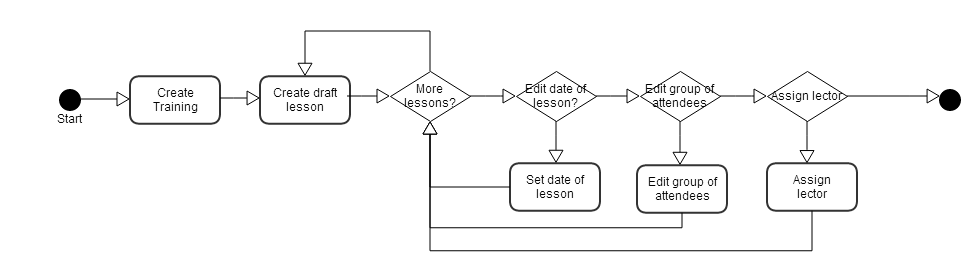 Start
Create
Training
Create draft
lesson
More
lessons?
Edit date of
lesson?
Edit group of
attendees
Assign lector
Set date of
lesson
Edit group of
attendees
Assign
lector